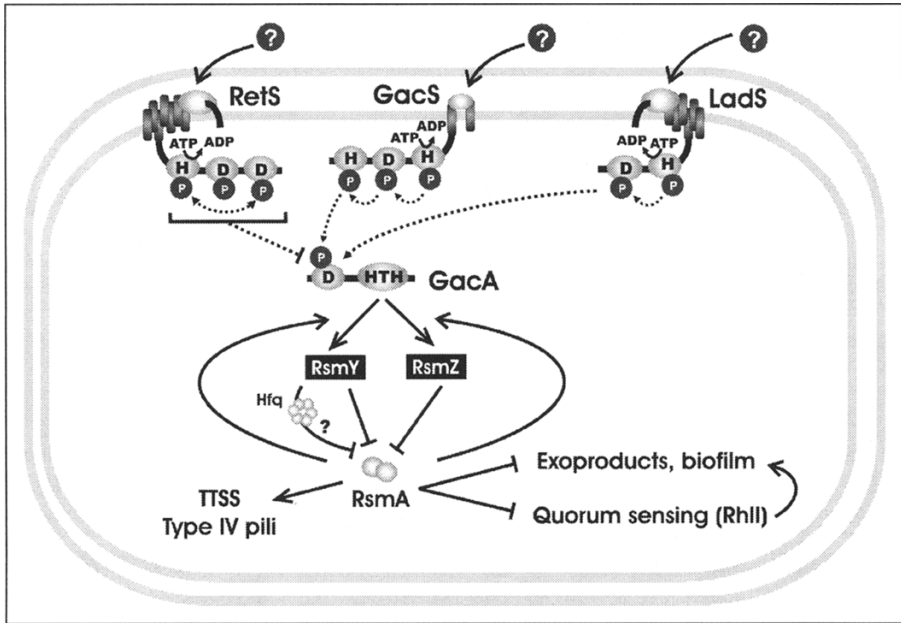 ? ? ?
RetS GacS LadS
ATP ADP ATP ADP ADP ATP
H D D H D H D H
P P P P P P P P
P
D HTH GacA
RsmY RsmZ
Hfq
?
RsmA
Exoproducts, biofilm
TTSS
Type IV pili
Quorum sensing (RhlI)